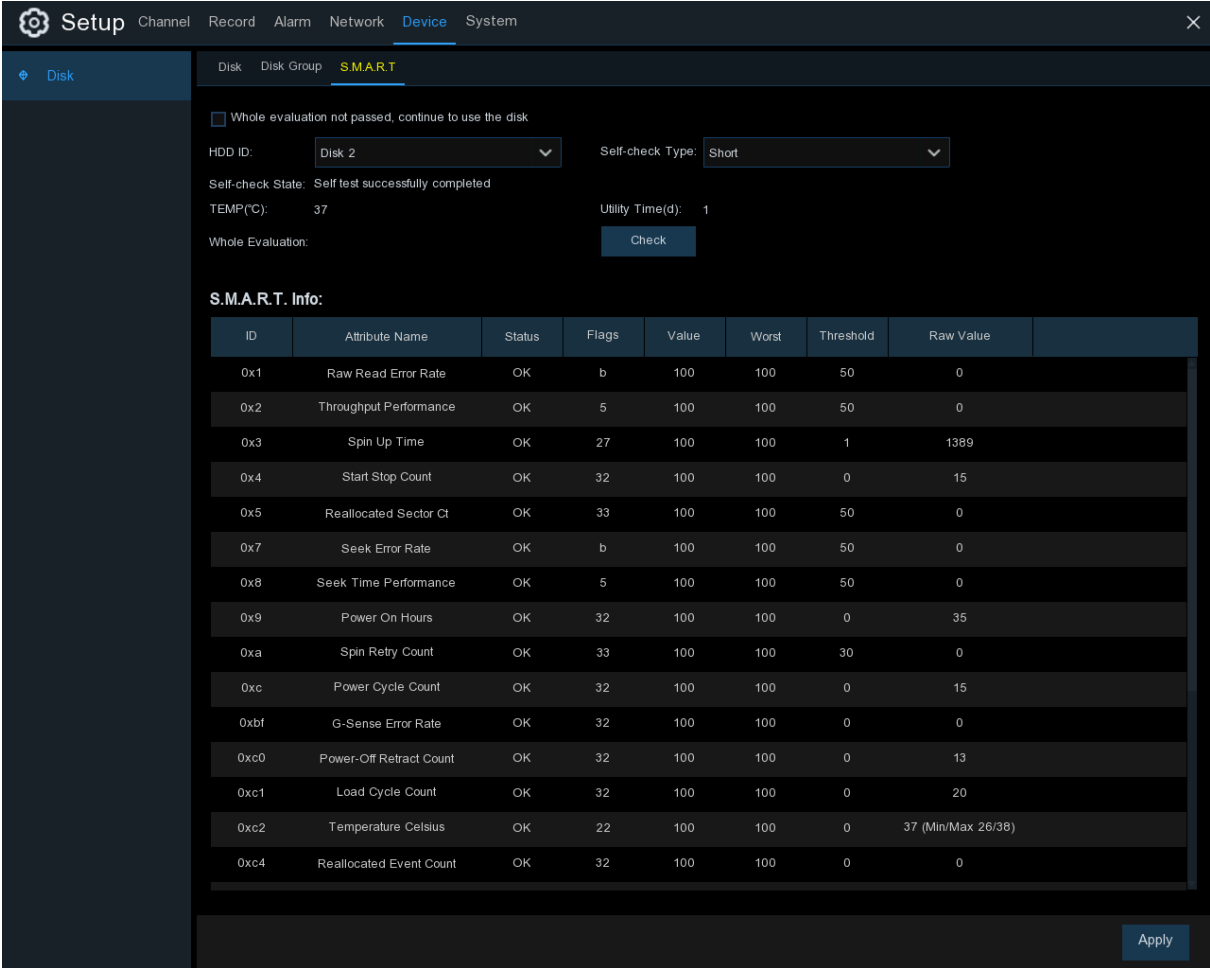 Setup Channel Record Alarm Network Device System
Disk
Disk Disk Group S.M.A.R.T
Whole evaluation not passed, continue to use the disk
HDD ID: Disk 2 Self-check Type: Short
Self-check State: Self test successfully completed
TEMP(℃): 37 Utility Time(d): 1
Whole Evaluation: Check
S.M.A.R.T. Info:
ID Attribute Name Status Flags Value Worst Threshold Raw Value
0x1 Raw Read Error Rate OK b 100 100 50 0
0x2 Throughput Performance OK 5 100 100 50 0
0x3 Spin Up Time OK 27 100 100 1 1389
0x4 Start Stop Count OK 32 100 100 0 15
0x5 Reallocated Sector Ct OK 33 100 100 50 0
0x7 Seek Error Rate OK b 100 100 50 0
0x8 Seek Time Performance OK 5 100 100 50 0
0x9 Power On Hours OK 32 100 100 0 35
0xa Spin Retry Count OK 33 100 100 30 0
0xc Power Cycle Count OK 32 100 100 0 15
0xbf G-Sense Error Rate OK 32 100 100 0 0
0xc0 Power-Off Retract Count OK 32 100 100 0 13
0xc1 Load Cycle Count OK 32 100 100 0 20
0xc2 Temperature Celsius OK 22 100 100 0 37 (Min/Max 26/38)
0xc4 Reallocated Event Count OK 32 100 100 0 0
Apply